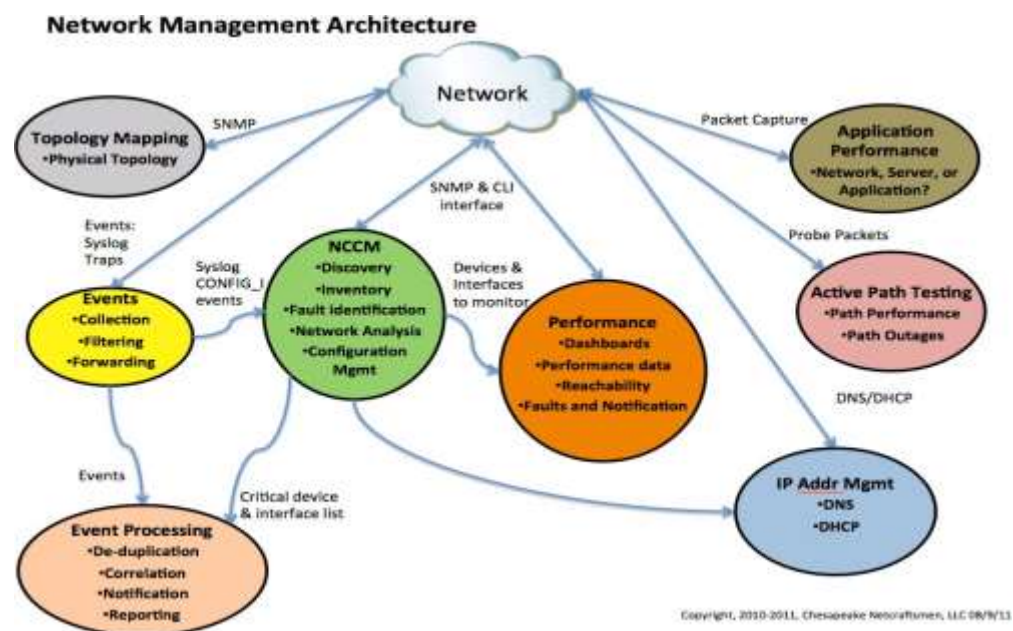 Network Management Architecture
Network
Topology Mapping
•Physical Topology
SNMP
Packet Capture
Application
Performance
•Network, Server, or
Application?
SNMP & CLI
interface
Events:
Syslog
Traps
Probe Packets
Syslog
CONFIG_I
events
NCCM
•Discovery
•Inventory
•Fault identification
•Network Analysis
•Configuration
Mgmt
Devices &
Interfaces
to monitor
Active Path Testing
•Path Performance
•Path Outages
Events
•Collection
•Filtering
•Forwarding
Performance
•Dashboards
•Performance data
•Reachability
•Faults and Notification
DNS/DHCP
Events
Critical device
& interface list
IP Addr Mgmt
•DNS
•DHCP
Event Processing
•De-duplication
•Correlation
•Notification
•Reporting
Copyright, 2010-2011, Chesapeake Netcraftsmen, LLC 08/9/11